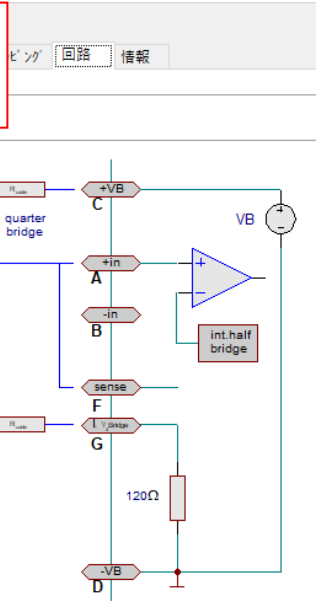 ﾋﾟﾝｸﾞ 回路 情報
+VB
C
quarter
bridge
VB
+
-
+in
A
+
-
-in
B
int.half
bridge
sense
F
G
120Ω
-VB
D